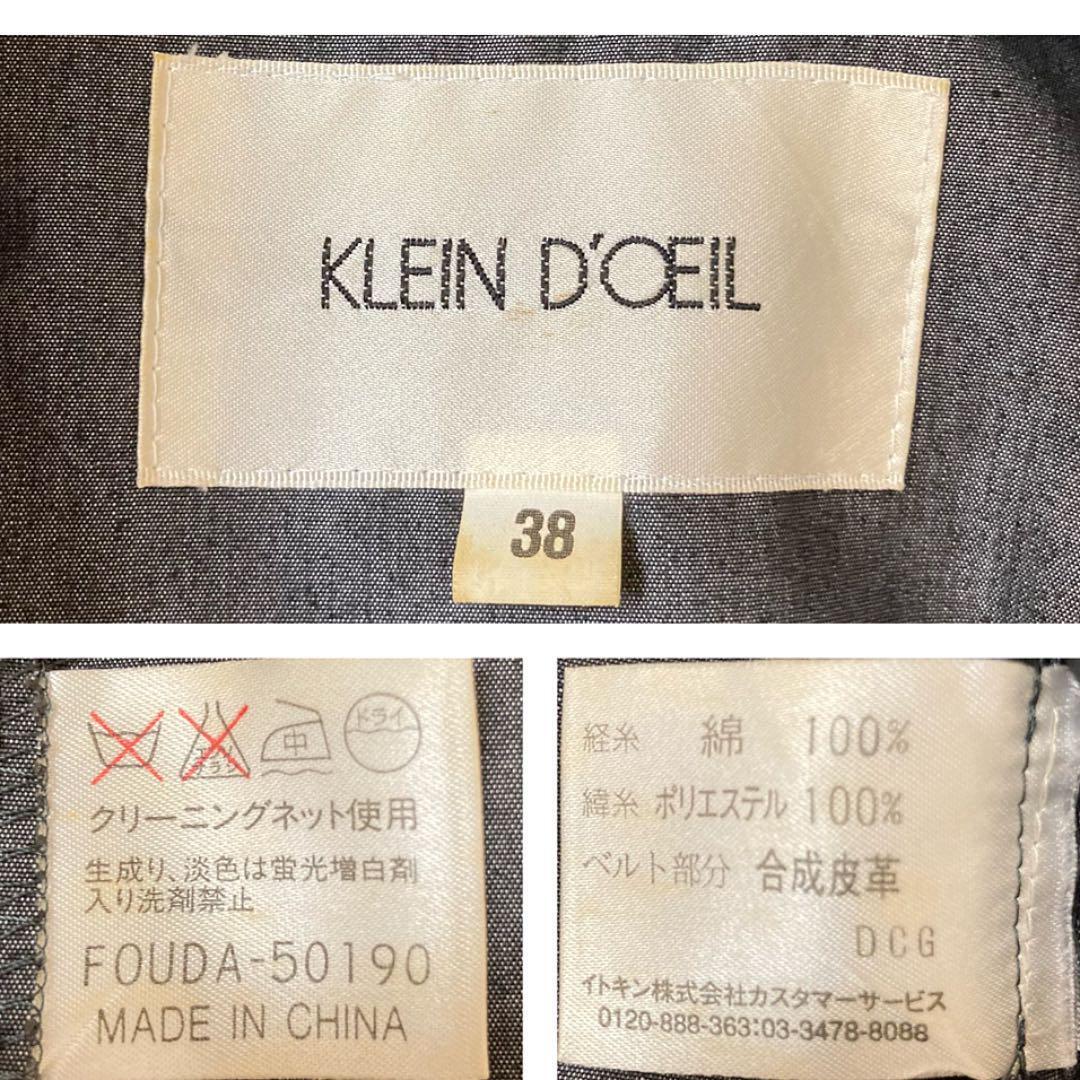 KLEIN D'ŒIL
38
エンソ
中
ドライ
クリーニングネット使用
生成り、淡色は蛍光増白剤
入り洗剤禁止
FOUDA-50190
MADE IN CHINA
経糸 綿 100%
緯糸 ポリエステル 100%
ベルト部分 合成皮革
DCG
イトキン株式会社カスタマーサービス
0120-888-363:03-3478-8088